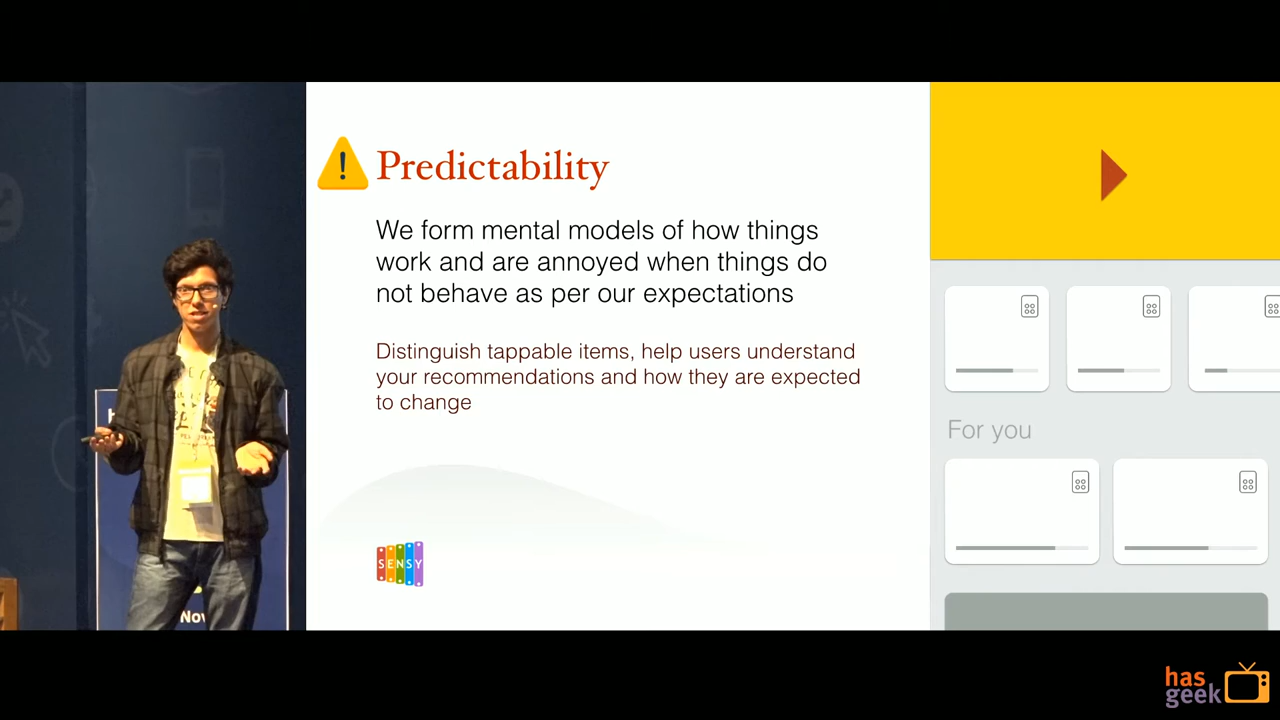 Predictability
We form mental models of how things
work and are annoyed when things do
not behave as per our expectations
Distinguish tappable items, help users understand
your recommendations and how they are expected
to change
SENSY
For you
Nov
has
geek